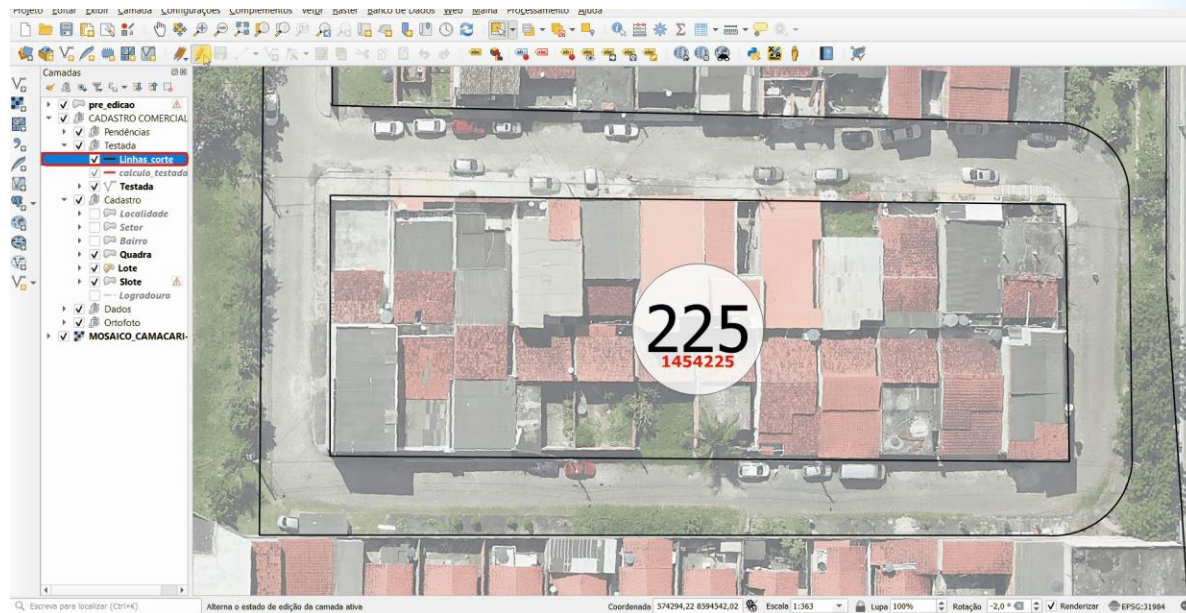 Projeto Editar Exibir Camada Configurações Complementos Vetor Raster Banco de Dados Web Malha Processamento Ajuda
Camadas
pre_edicao
CADASTRO COMERCIAL
Pendências
Testada
Linhas_corte
calculo_testada
Testada
Cadastro
Localidade
Setor
Bairro
Quadra
Lote
Slote
Logradouro
Dados
Ortofoto
MOSAICO_CAMACARI-
225
1454225
Escreva para localizar (Ctrl+K) Alterna o estado de edição da camada ativa Coordenada 574294,22 8594542,02 Escala 1:363 Lupa 100% Rotação -2,0 ° Renderizar EPSG:31984